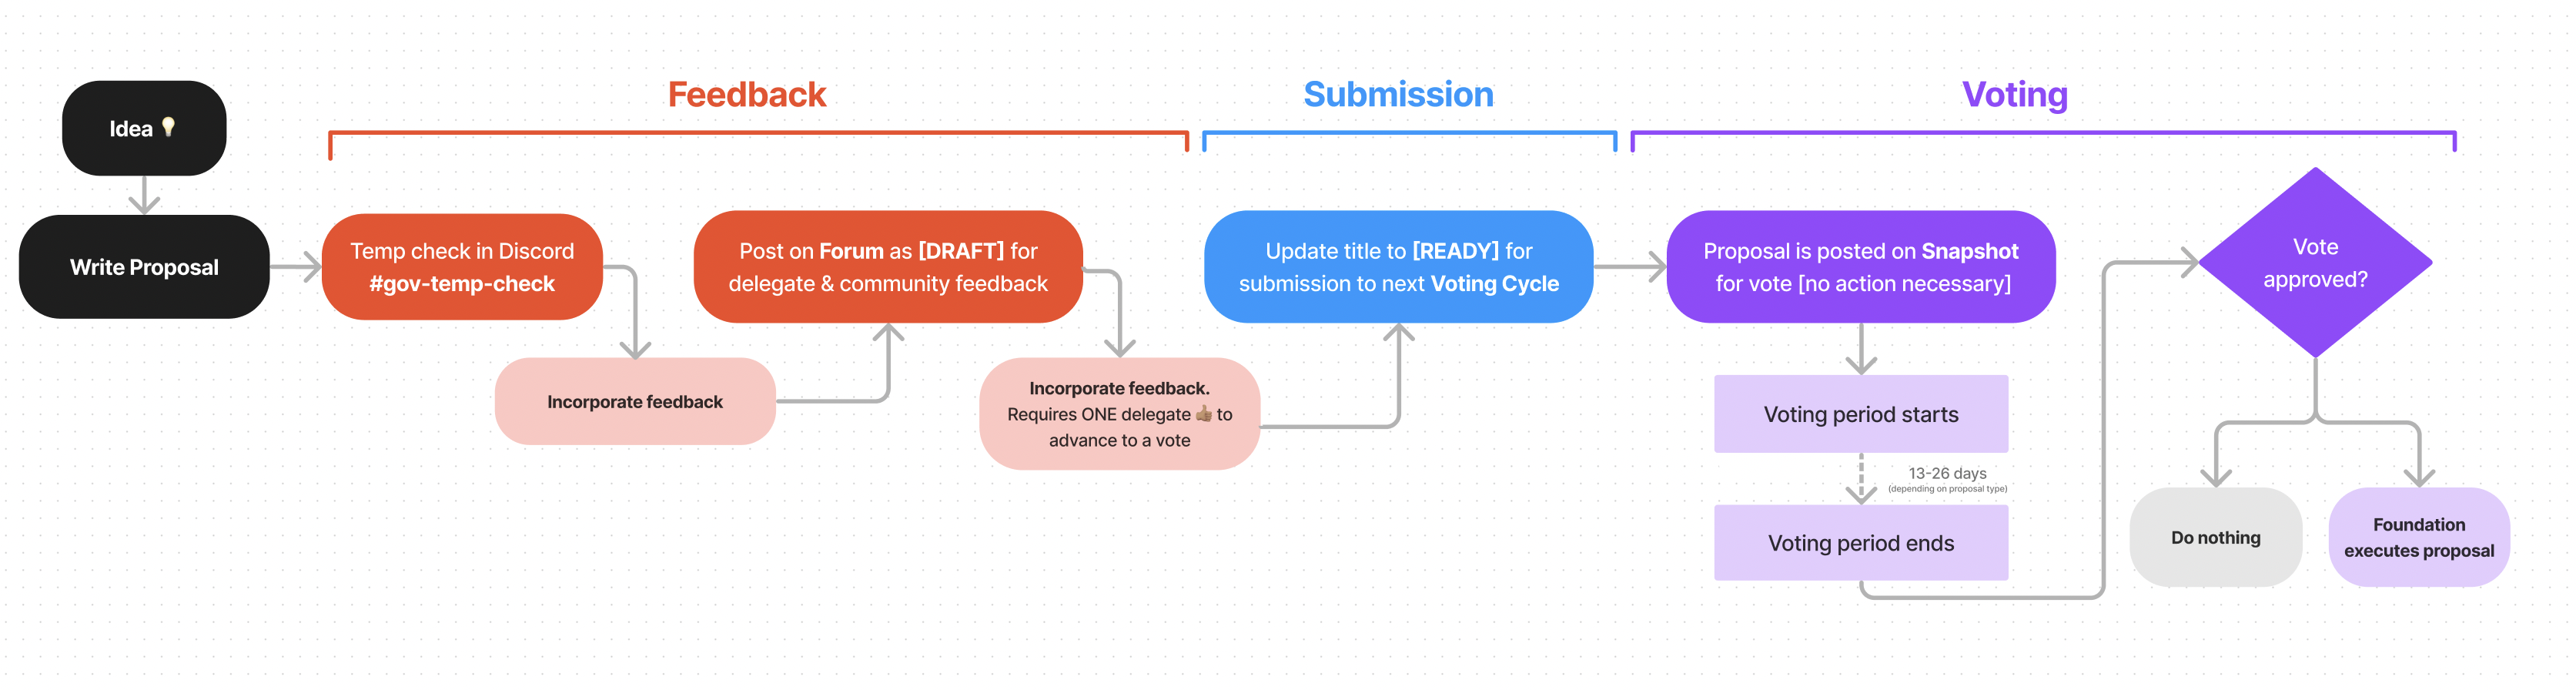 Feedback
Submission
Voting
Idea 💡
Write Proposal
Temp check in Discord
#gov-temp-check
Incorporate feedback
Post on Forum as [DRAFT] for
delegate & community feedback
Incorporate feedback.
Requires ONE delegate 👍🏽 to
advance to a vote
Update title to [READY] for
submission to next Voting Cycle
Proposal is posted on Snapshot
for vote [no action necessary]
Voting period starts
13-26 days
(depending on proposal type)
Voting period ends
Vote
approved?
Do nothing
Foundation
executes proposal